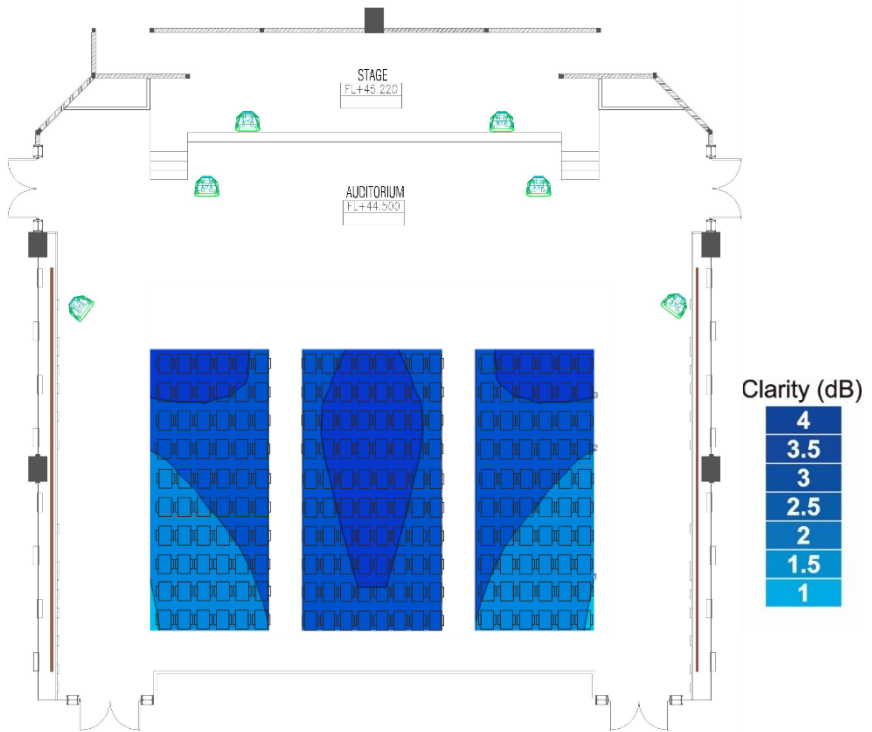 STAGE
FL+45.220
AUDITORIUM
FL+44.500
Clarity (dB)
4
3.5
3
2.5
2
1.5
1